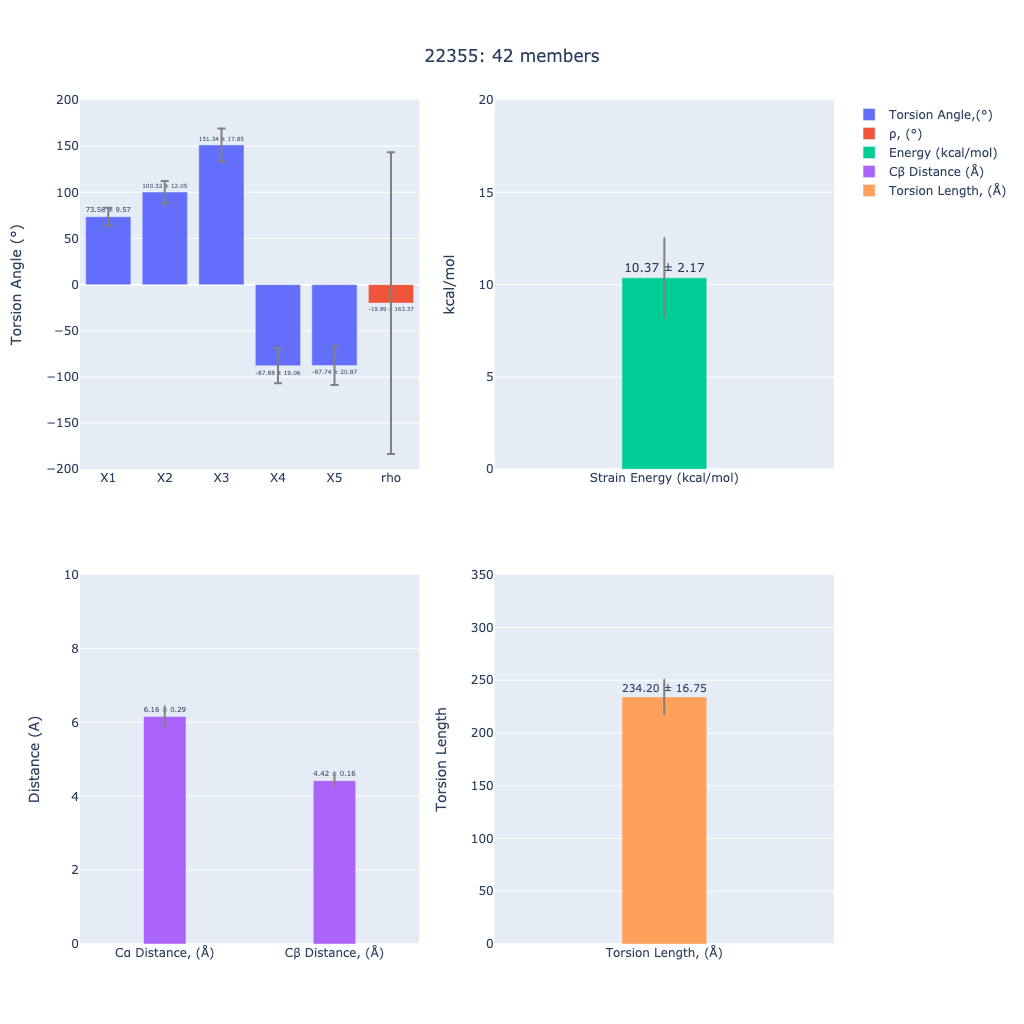 22355: 42 members
Torsion Angle (°)
200
150
100
50
0
−50
−100
−150
−200
73.58 ± 9.57
100.32 ± 12.05
151.34 ± 17.85
-87.88 ± 19.06
-87.74 ± 20.87
-19.99 ± 163.37
X1 X2 X3 X4 X5 rho
kcal/mol
20
15
10
5
0
10.37 ± 2.17
Strain Energy (kcal/mol)
Torsion Angle,(°)
ρ, (°)
Energy (kcal/mol)
Cβ Distance (Å)
Torsion Length, (Å)
Distance (A)
10
8
6
4
2
0
6.16 ± 0.29
4.42 ± 0.16
Cα Distance, (Å) Cβ Distance, (Å)
Torsion Length
350
300
250
200
150
100
50
0
234.20 ± 16.75
Torsion Length, (Å)